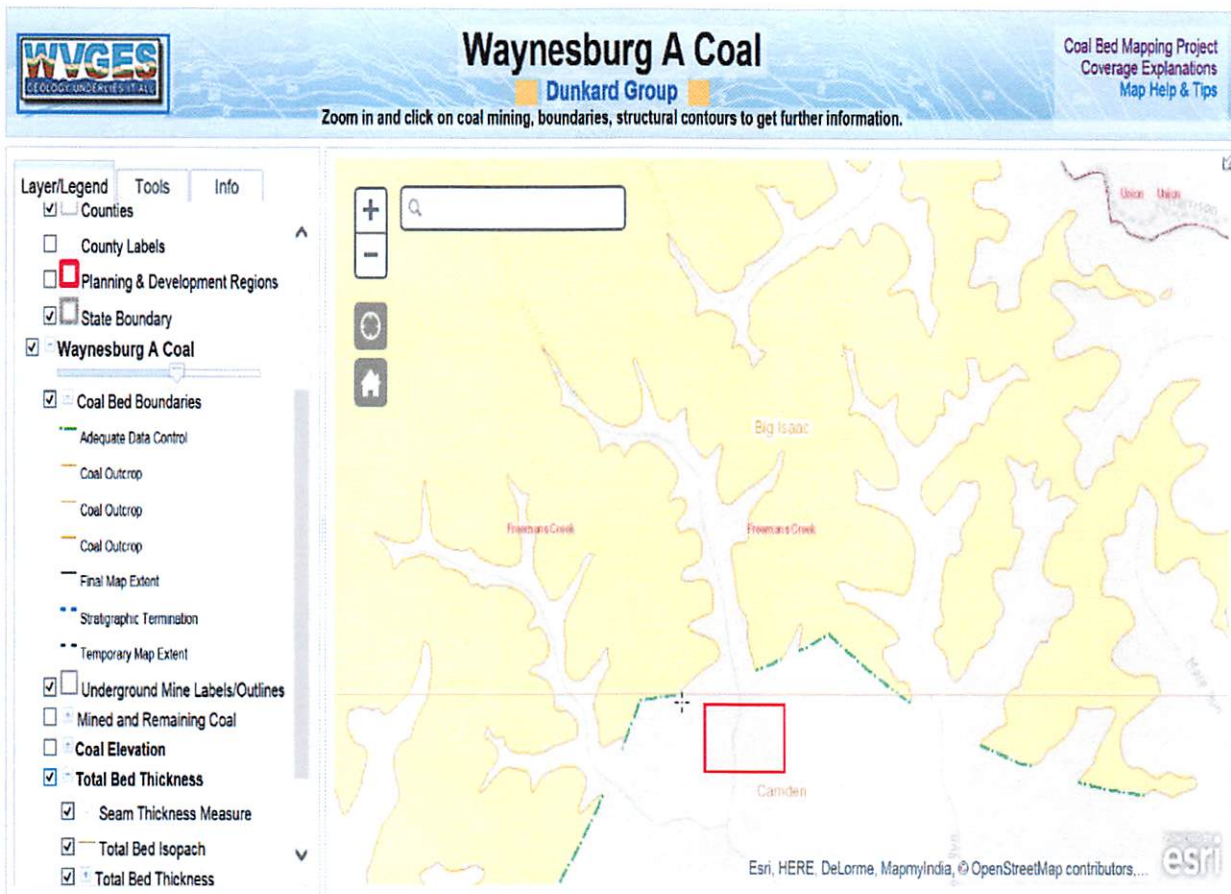 WVGES
GEOLOGY UNDERLIES IT ALL
Waynesburg A Coal
Dunkard Group
Zoom in and click on coal mining, boundaries, structural contours to get further information.
Coal Bed Mapping Project
Coverage Explanations
Map Help & Tips
Layer/Legend
Tools
Info
Counties
County Labels
Planning & Development Regions
State Boundary
Waynesburg A Coal
Coal Bed Boundaries
Adequate Data Control
Coal Outcrop
Coal Outcrop
Coal Outcrop
Final Map Extent
Stratigraphic Termination
Temporary Map Extent
Underground Mine Labels/Outlines
Mined and Remaining Coal
Coal Elevation
Total Bed Thickness
Seam Thickness Measure
Total Bed Isopach
Total Bed Thickness
+
−
Union Union
Big Isaac
Freemans Creek
Freemans Creek
Camden
Esri, HERE, DeLorme, MapmyIndia, © OpenStreetMap contributors,...
esri